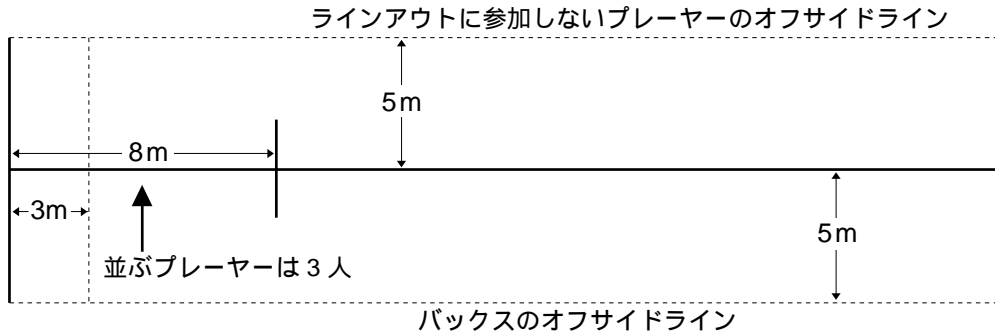 ラインアウトに参加しないプレーヤーのオフサイドライン
5m
8m
3m
5m
並ぶプレーヤーは3人
バックスのオフサイドライン